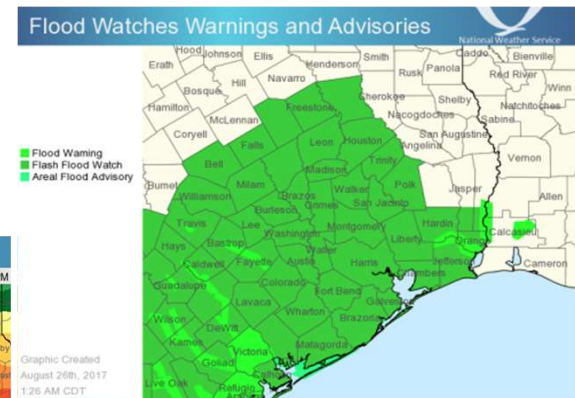 Flood Watches Warnings and Advisories
National Weather Service
Hood
Johnson
Ellis
Henderson
Smith
Caddo
Bienville
Erath
Rusk
Panola
Red River
Navarro
Hill
Bosque
Winn
Cherokee
Shelby
Natchitoches
Hamilton
McLennan
Freestone
Nacogdoches
Sabine
Coryell
San Augustine
Angelina
Falls
Leon
Houston
Flood Warning
Flash Flood Watch
Areal Flood Advisory
Bell
Trinity
Vernon
Madison
Burnet
Milam
Walker
Polk
Jasper
Allen
Williamson
Brazos
Grimes
San Jacinto
Burleson
Travis
Lee
Washington
Montgomery
Hardin
Liberty
Orange
Calcasieu
Hays
Bastrop
Waller
Caldwell
Fayette
Austin
Harris
Jefferson
Cameron
Chambers
Guadalupe
Colorado
Fort Bend
Galveston
Lavaca
Wharton
Brazoria
Wilson
DeWitt
Karnes
Matagorda
Victoria
Goliad
Calhoun
Live Oak
Refugio
Graphic Created
August 26th, 2017
1:26 AM CDT
M